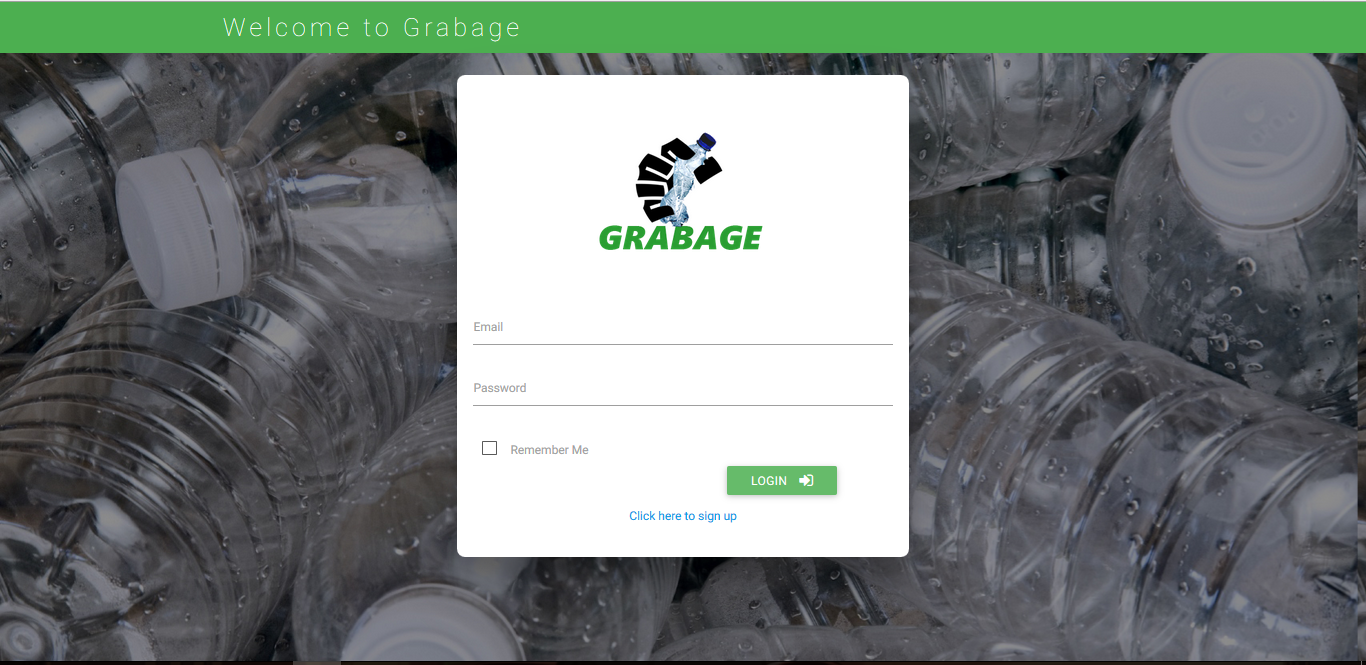 Welcome to Grabage
GRABAGE
Email
Password
Remember Me
LOGIN
Click here to sign up